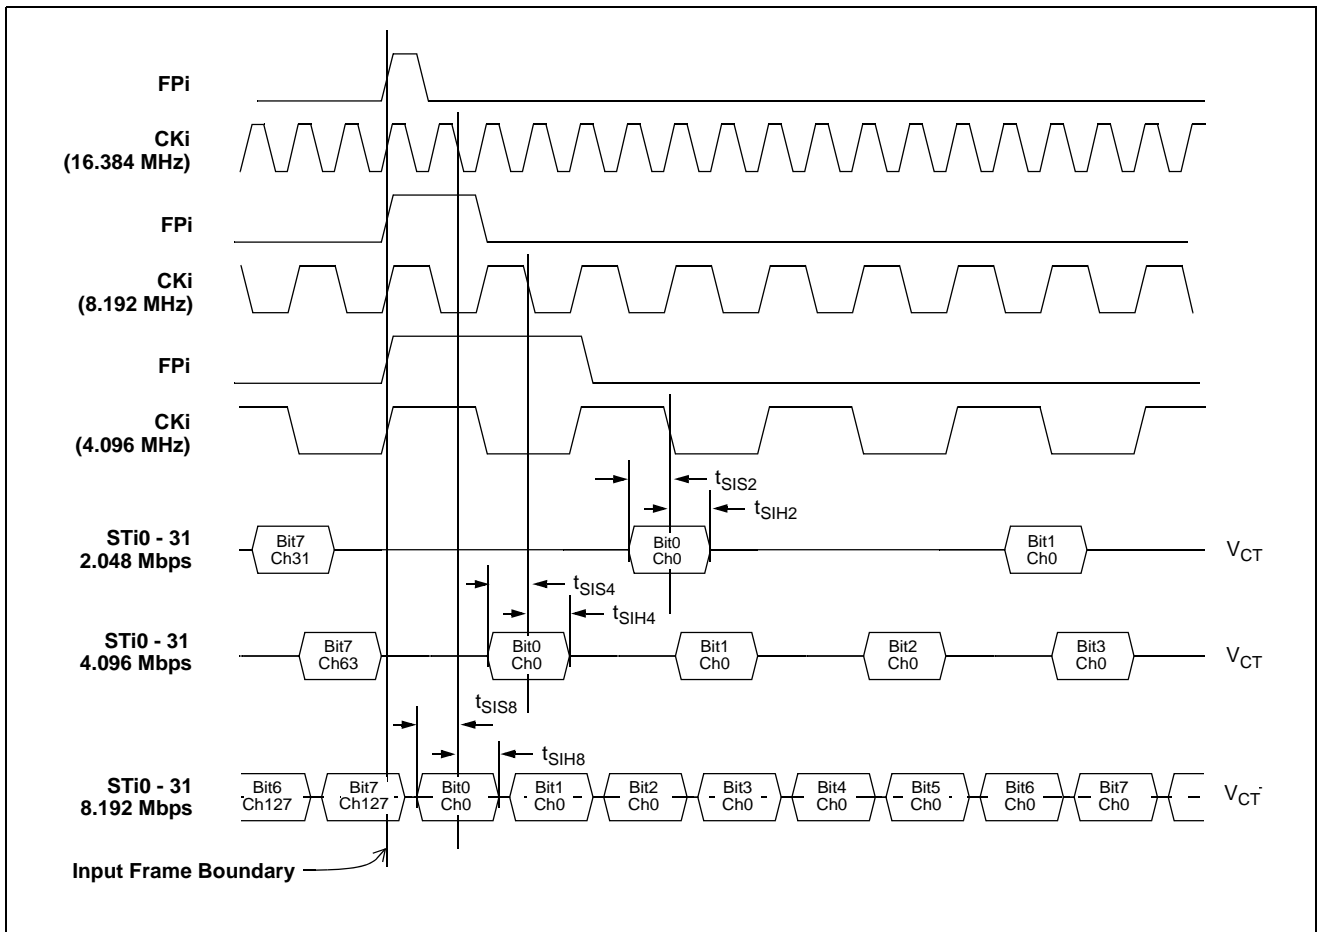 FPi
CKi
(16.384 MHz)
FPi
CKi
(8.192 MHz)
FPi
CKi
(4.096 MHz)
tSIS2
tSIH2
STi0 - 31
2.048 Mbps
Bit7
Ch31
Bit0
Ch0
Bit1
Ch0
VCT
tSIS4
tSIH4
STi0 - 31
4.096 Mbps
Bit7
Ch63
Bit0
Ch0
Bit1
Ch0
Bit2
Ch0
Bit3
Ch0
VCT
tSIS8
tSIH8
STi0 - 31
8.192 Mbps
Bit6
Ch127
Bit7
Ch127
Bit0
Ch0
Bit1
Ch0
Bit2
Ch0
Bit3
Ch0
Bit4
Ch0
Bit5
Ch0
Bit6
Ch0
Bit7
Ch0
VCT
Input Frame Boundary